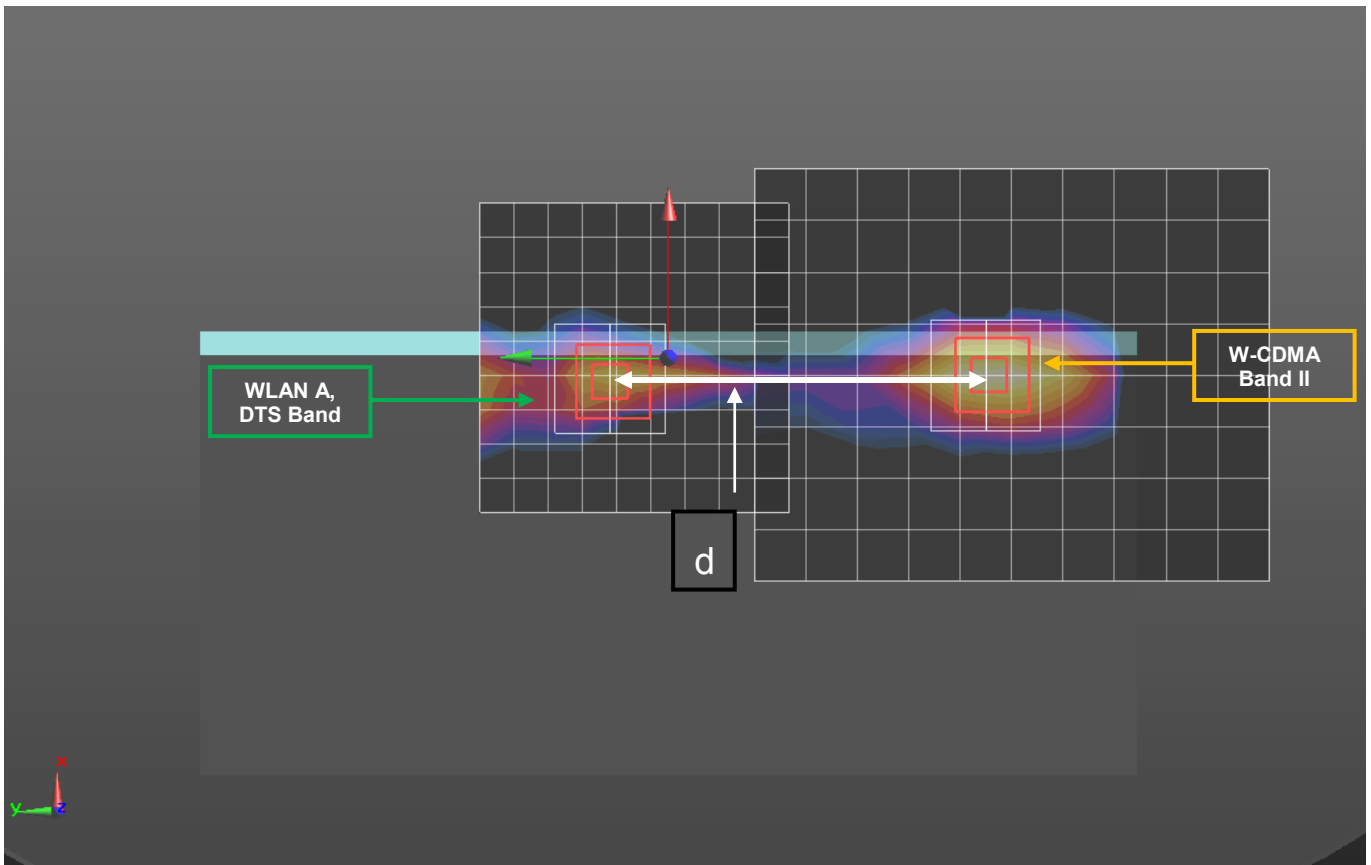 W-CDMA
Band II
WLAN A,
DTS Band
d
x
y
z